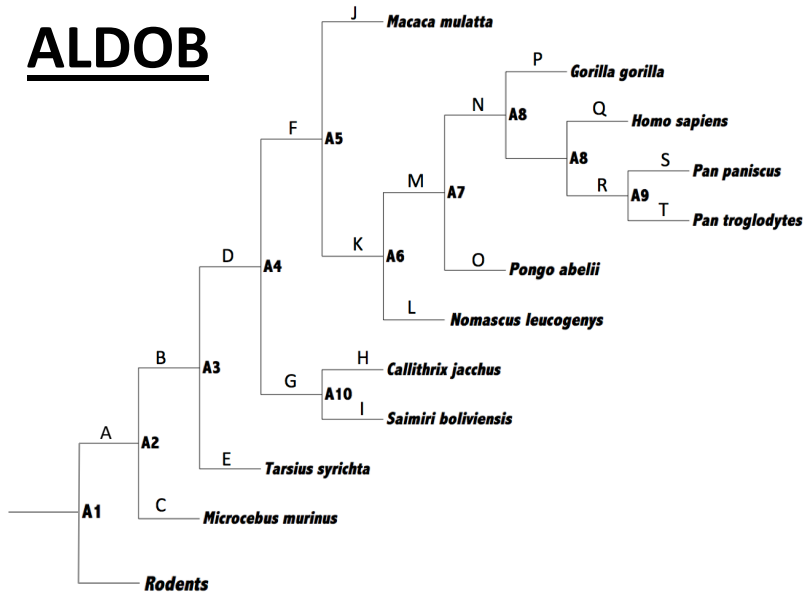 ALDOB
J
Macaca mulatta
P
Gorilla gorilla
N
A8
Q
Homo sapiens
F
A5
A8
S
Pan paniscus
M
R
A9
A7
T
Pan troglodytes
K
A6
D
A4
O
Pongo abelii
L
Nomascus leucogenys
B
A3
H
Callithrix jacchus
G
A10
I
Saimiri boliviensis
A
A2
E
Tarsius syrichta
C
Microcebus murinus
A1
Rodents